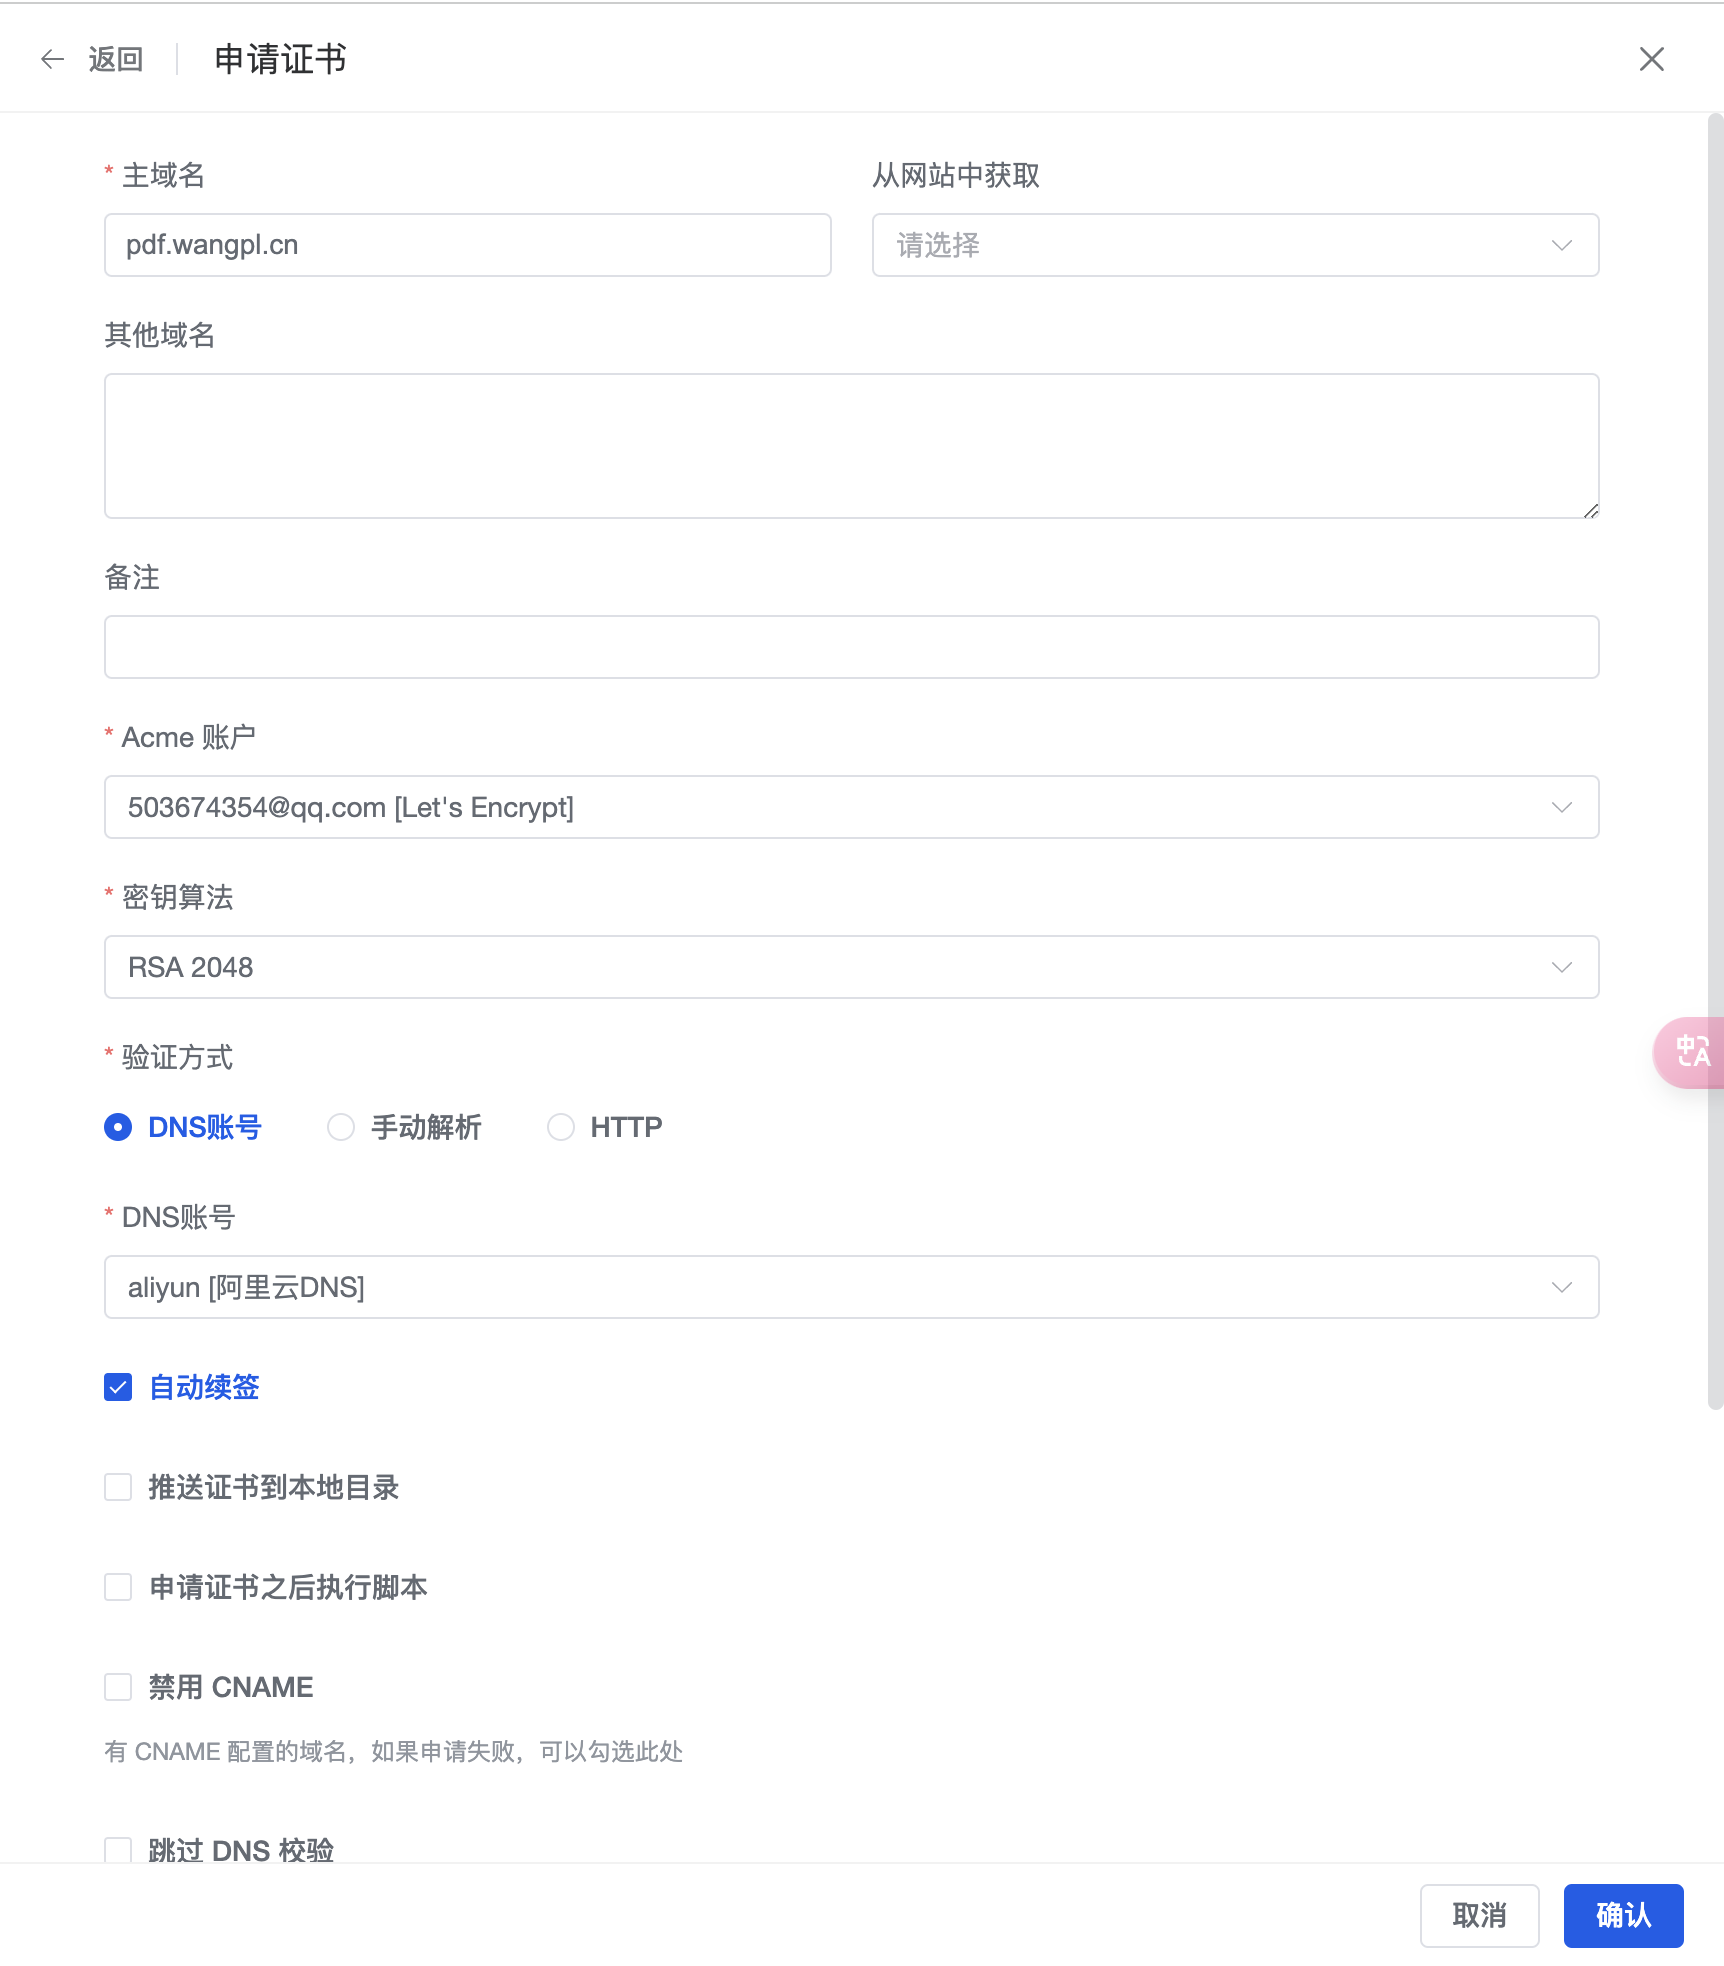 返回
申请证书
* 主域名
从网站中获取
pdf.wangpl.cn
请选择
其他域名
备注
* Acme 账户
503674354@qq.com [Let's Encrypt]
* 密钥算法
RSA 2048
* 验证方式
DNS账号
手动解析
HTTP
* DNS账号
aliyun [阿里云DNS]
自动续签
推送证书到本地目录
申请证书之后执行脚本
禁用 CNAME
有 CNAME 配置的域名，如果申请失败，可以勾选此处
跳过 DNS 校验
取消
确认
中A